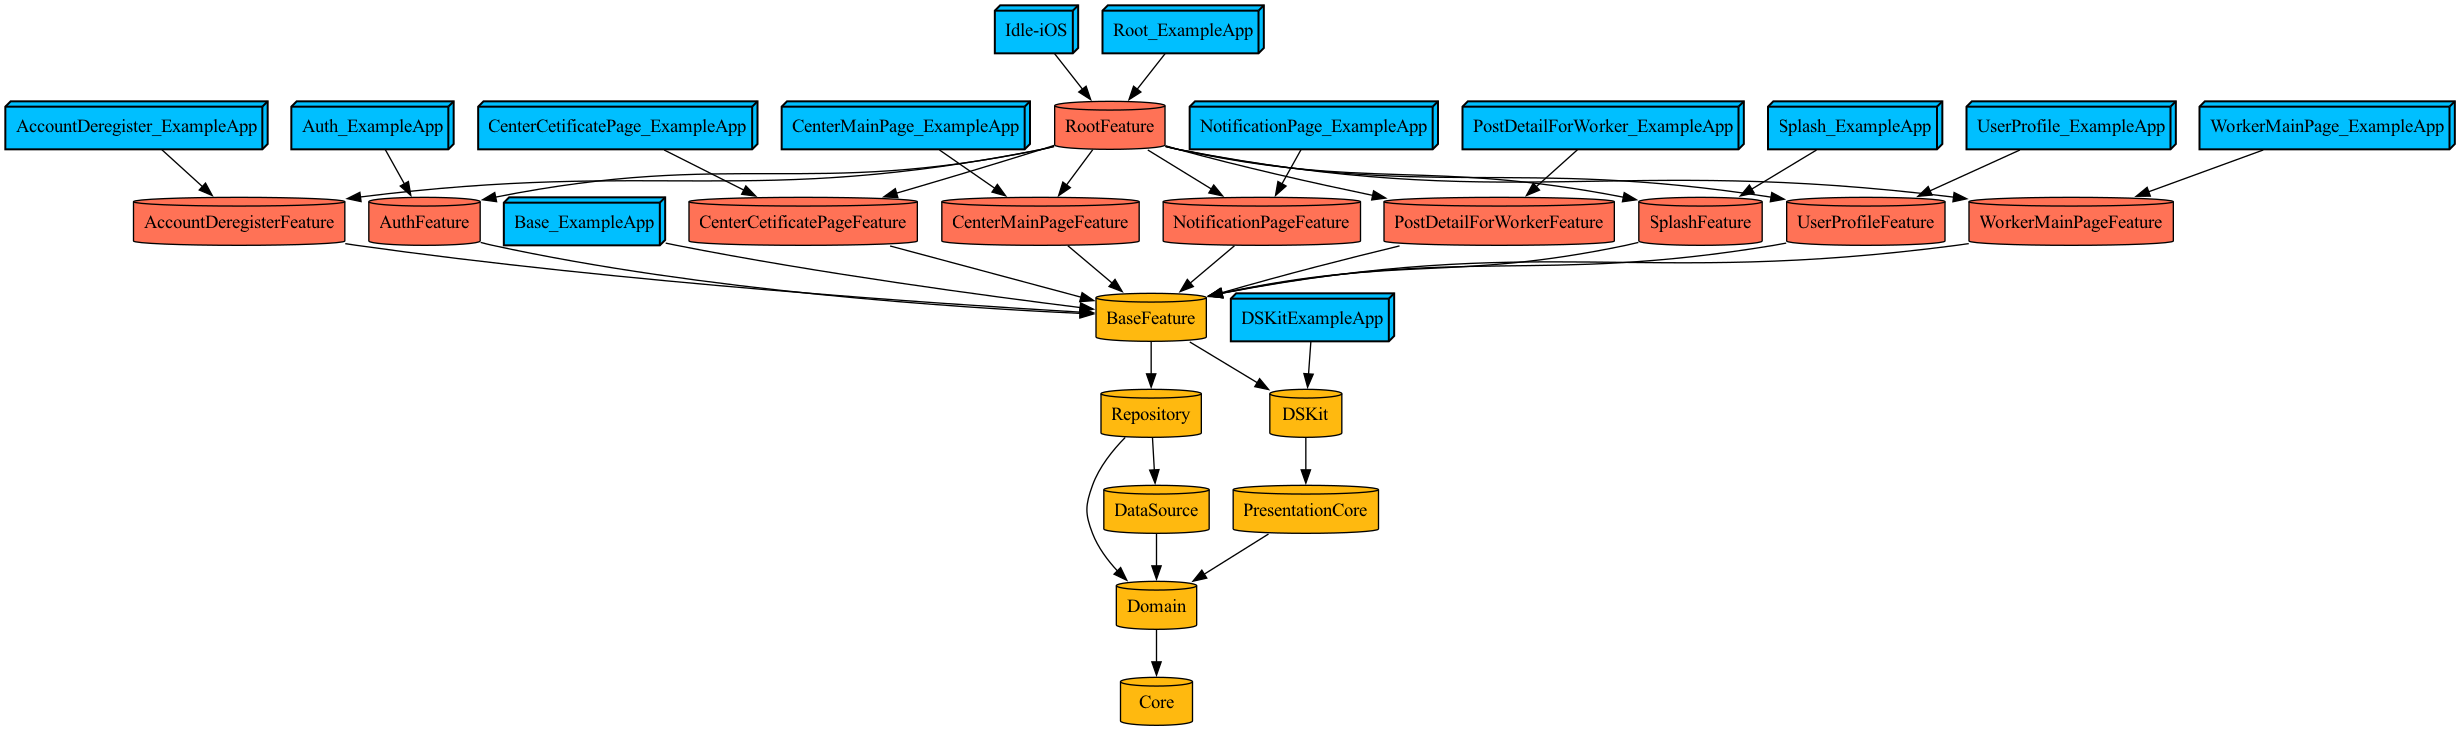 Idle-iOS
Root_ExampleApp
AccountDeregister_ExampleApp
Auth_ExampleApp
CenterCetificatePage_ExampleApp
CenterMainPage_ExampleApp
RootFeature
NotificationPage_ExampleApp
PostDetailForWorker_ExampleApp
Splash_ExampleApp
UserProfile_ExampleApp
WorkerMainPage_ExampleApp
AccountDeregisterFeature
AuthFeature
Base_ExampleApp
CenterCetificatePageFeature
CenterMainPageFeature
NotificationPageFeature
PostDetailForWorkerFeature
SplashFeature
UserProfileFeature
WorkerMainPageFeature
BaseFeature
DSKitExampleApp
Repository
DSKit
DataSource
PresentationCore
Domain
Core